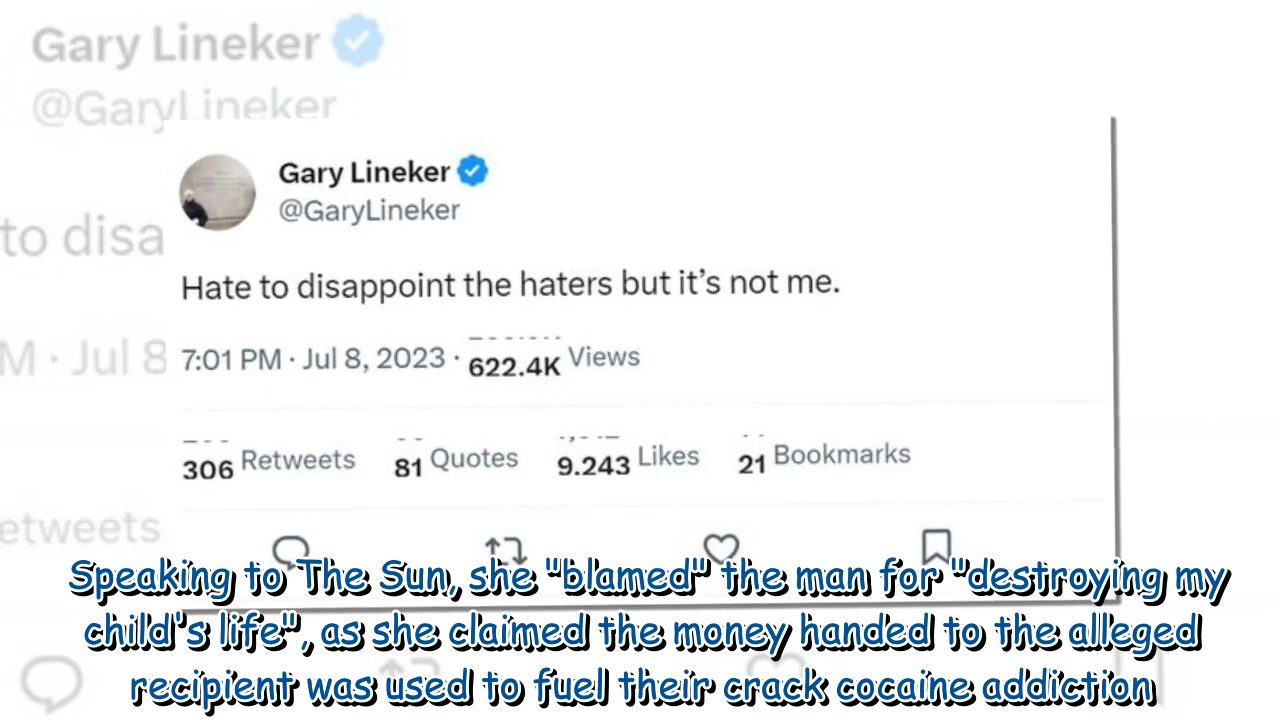 Gary Lineker
@GaryLineker
to disa
M · Jul 8
etweets
Gary Lineker
@GaryLineker
Hate to disappoint the haters but it’s not me.
7:01 PM · Jul 8, 2023 · 622.4K Views
306 Retweets 81 Quotes 9.243 Likes 21 Bookmarks
Speaking to The Sun, she "blamed" the man for "destroying my
child's life", as she claimed the money handed to the alleged
recipient was used to fuel their crack cocaine addiction